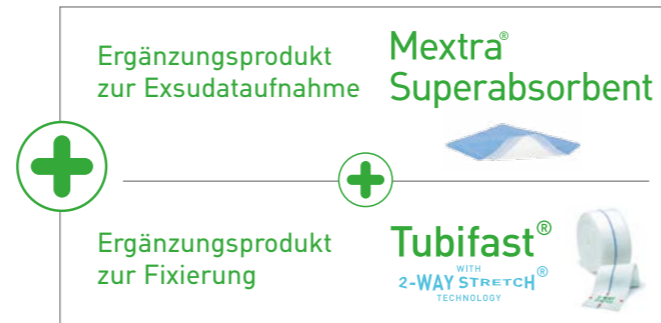 Ergänzungsprodukt
zur Exsudataufnahme
Mextra®
Superabsorbent
Ergänzungsprodukt
zur Fixierung
Tubifast®
WITH
2-WAY STRETCH®
TECHNOLOGY